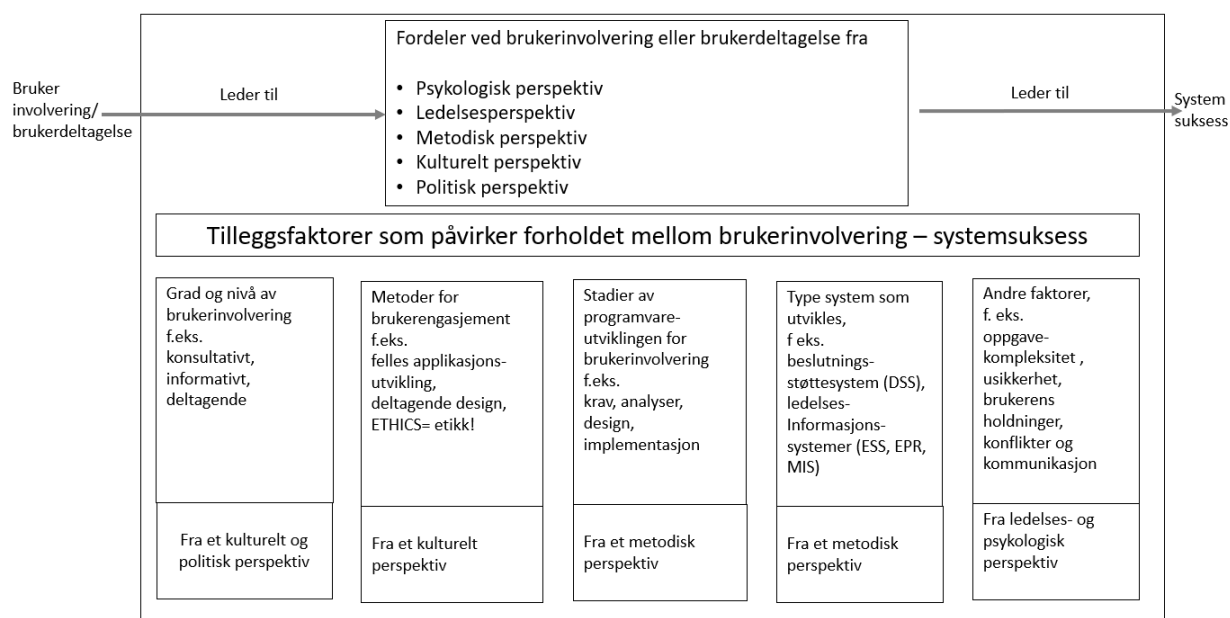 Bruker
involvering/
brukerdeltagelse
Leder til
Fordeler ved brukerinvolvering eller brukerdeltagelse fra
• Psykologisk perspektiv
• Ledelsesperspektiv
• Metodisk perspektiv
• Kulturelt perspektiv
• Politisk perspektiv
Leder til
System
suksess
Tilleggsfaktorer som påvirker forholdet mellom brukerinvolvering – systemsuksess
Grad og nivå av
brukerinvolvering
f.eks.
konsultativt,
informativt,
deltagende
Fra et kulturelt og
politisk perspektiv
Metoder for
brukerengasjement
f.eks.
felles applikasjons-
utvikling,
deltagende design,
ETHICS= etikk!
Fra et kulturelt
perspektiv
Stadier av
programvare-
utviklingen for
brukerinvolvering
f.eks.
krav, analyser,
design,
implementasjon
Fra et metodisk
perspektiv
Type system som
utvikles,
f eks.
beslutnings-
støttesystem (DSS),
ledelses-
Informasjons-
systemer (ESS, EPR,
MIS)
Fra et metodisk
perspektiv
Andre faktorer,
f. eks.
oppgave-
kompleksitet ,
usikkerhet,
brukerens
holdninger,
konflikter og
kommunikasjon
Fra ledelses- og
psykologisk
perspektiv